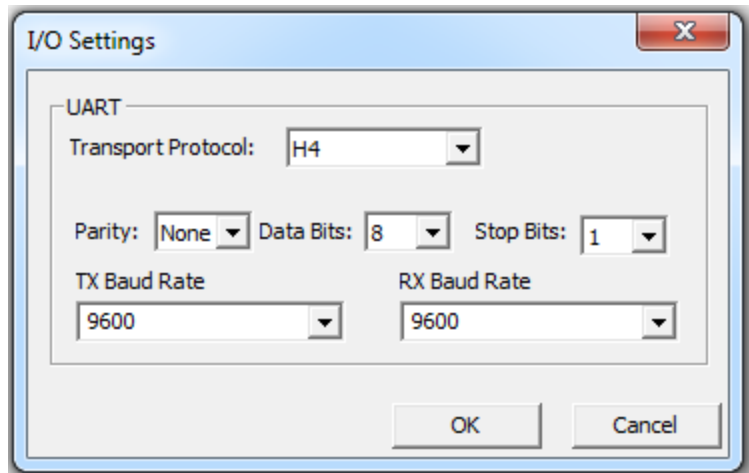 I/O Settings
UART
Transport Protocol: H4
Parity: None Data Bits: 8 Stop Bits: 1
TX Baud Rate RX Baud Rate
9600 9600
OK Cancel